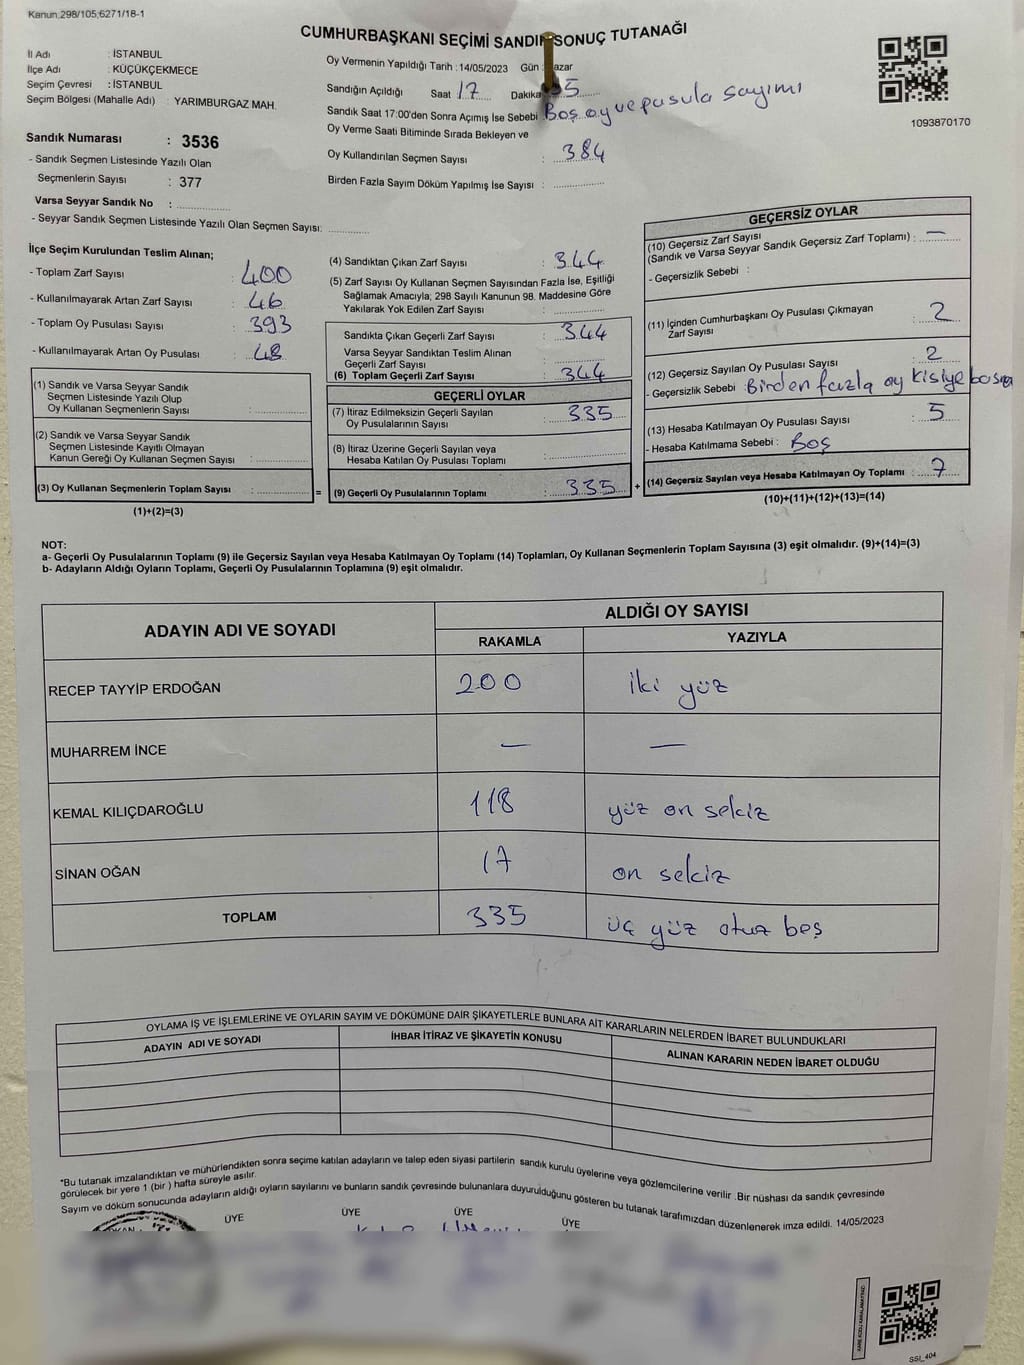 Kanun,298/105,6271/18-1
CUMHURBAŞKANI SEÇİMİ SANDIK SONUÇ TUTANAĞI
İl Adı : İSTANBUL
İlçe Adı : KÜÇÜKÇEKMECE
Seçim Çevresi : İSTANBUL
Seçim Bölgesi (Mahalle Adı) : YARIMBURGAZ MAH.
Sandık Numarası : 3536
- Sandık Seçmen Listesinde Yazılı Olan
Seçmenlerin Sayısı : 377
Varsa Seyyar Sandık No :
- Seyyar Sandık Seçmen Listesinde Yazılı Olan Seçmen Sayısı:
Oy Vermenin Yapıldığı Tarih : 14/05/2023 Gün : Pazar
Sandığın Açıldığı Saat 17 Dakika 35
Sandık Saat 17:00'den Sonra Açımış İse Sebebi Boş oy ve pusula sayımı
Oy Verme Saati Bitiminde Sırada Bekleyen ve
Oy Kullandırılan Seçmen Sayısı : 384
Birden Fazla Sayım Döküm Yapılmış İse Sayısı :
1093870170
İlçe Seçim Kurulundan Teslim Alınan;
- Toplam Zarf Sayısı : 400
- Kullanılmayarak Artan Zarf Sayısı : 46
- Toplam Oy Pusulası Sayısı : 393
- Kullanılmayarak Artan Oy Pusulası : 48
(1) Sandık ve Varsa Seyyar Sandık
Seçmen Listesinde Yazılı Olup
Oy Kullanan Seçmenlerin Sayısı :
(2) Sandık ve Varsa Seyyar Sandık
Seçmen Listesinde Kayıtlı Olmayan
Kanun Gereği Oy Kullanan Seçmen Sayısı :
(3) Oy Kullanan Seçmenlerin Toplam Sayısı :
(1)+(2)=(3)
=
(4) Sandıktan Çıkan Zarf Sayısı : 344
(5) Zarf Sayısı Oy Kullanan Seçmen Sayısından Fazla İse, Eşitliği
Sağlamak Amacıyla; 298 Sayılı Kanunun 98. Maddesine Göre
Yakılarak Yok Edilen Zarf Sayısı :
Sandıkta Çıkan Geçerli Zarf Sayısı : 344
Varsa Seyyar Sandıktan Teslim Alınan
Geçerli Zarf Sayısı :
(6) Toplam Geçerli Zarf Sayısı : 344
GEÇERLİ OYLAR
(7) İtiraz Edilmeksizin Geçerli Sayılan
Oy Pusulalarının Sayısı : 335
(8) İtiraz Üzerine Geçerli Sayılan veya
Hesaba Katılan Oy Pusulası Toplamı :
(9) Geçerli Oy Pusulalarının Toplamı : 335
+
GEÇERSİZ OYLAR
(10) Geçersiz Zarf Sayısı
(Sandık ve Varsa Seyyar Sandık Geçersiz Zarf Toplamı) : —
- Geçersizlik Sebebi :
(11) İçinden Cumhurbaşkanı Oy Pusulası Çıkmayan
Zarf Sayısı : 2
(12) Geçersiz Sayılan Oy Pusulası Sayısı : 2
- Geçersizlik Sebebi : Birden fazla oy kişiye
(13) Hesaba Katılmayan Oy Pusulası Sayısı : 5
- Hesaba Katılmama Sebebi : Boş
(14) Geçersiz Sayılan veya Hesaba Katılmayan Oy Toplamı : 7
(10)+(11)+(12)+(13)=(14)
NOT:
a- Geçerli Oy Pusulalarının Toplamı (9) ile Geçersiz Sayılan veya Hesaba Katılmayan Oy Toplamı (14) Toplamları, Oy Kullanan Seçmenlerin Toplam Sayısına (3) eşit olmalıdır. (9)+(14)=(3)
b- Adayların Aldığı Oyların Toplamı, Geçerli Oy Pusulalarının Toplamına (9) eşit olmalıdır.
ADAYIN ADI VE SOYADI
ALDIĞI OY SAYISI
RAKAMLA YAZIYLA
RECEP TAYYİP ERDOĞAN 200 iki yüz
MUHARREM İNCE — —
KEMAL KILIÇDAROĞLU 118 yüz on sekiz
SİNAN OĞAN 17 on sekiz
TOPLAM 335 üç yüz otuz beş
OYLAMA İŞ VE İŞLEMLERİNE VE OYLARIN SAYIM VE DÖKÜMÜNE DAİR ŞİKAYETLERLE BUNLARA AİT KARARLARIN NELERDEN İBARET BULUNDUKLARI
ADAYIN ADI VE SOYADI İHBAR İTİRAZ VE ŞİKAYETİN KONUSU ALINAN KARARIN NEDEN İBARET OLDUĞU
*Bu tutanak imzalandıktan ve mühürlendikten sonra seçime katılan adayların ve talep eden siyasi partilerin sandık kurulu üyelerine veya gözlemcilerine verilir .Bir nüshası da sandık çevresinde
görülecek bir yere 1 (bir ) hafta süreyle asılır.
Sayım ve döküm sonucunda adayların aldığı oyların sayılarını ve bunların sandık çevresinde bulunanlara duyurulduğunu gösteren bu tutanak tarafımızdan düzenlenerek imza edildi. 14/05/2023
ÜYE ÜYE ÜYE ÜYE
SSI_404